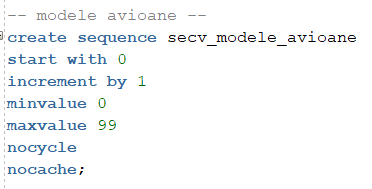 -- modele avioane --
create sequence secv_modele_avioane
start with 0
increment by 1
minvalue 0
maxvalue 99
nocycle
nocache;